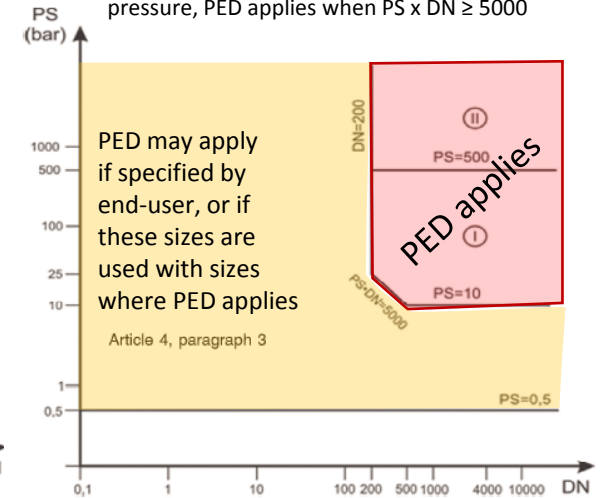 pressure, PED applies when PS x DN ≥ 5000
PS
(bar)
DN=200
II
1000
PED may apply
if specified by
end-user, or if
these sizes are
used with sizes
where PED applies
PS=500
500
PED applies
100
I
25
PS=10
10
PS•DN=5000
Article 4, paragraph 3
1
PS=0,5
0,5
0,1
1
10
100 200
500 1000
4000 10000
DN